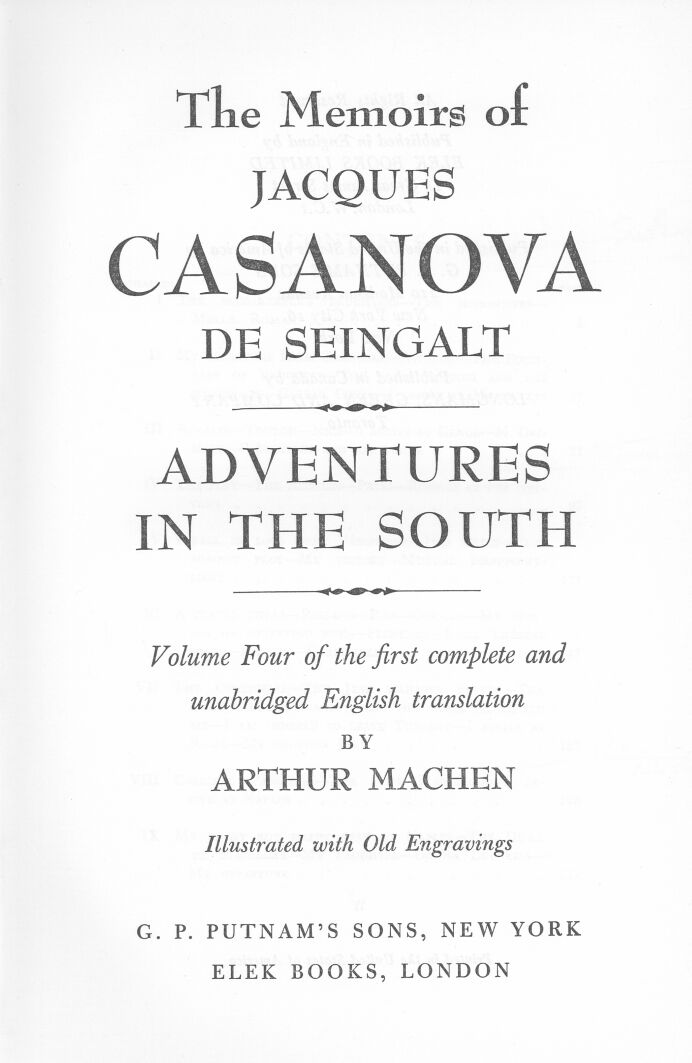 The Memoirs of
JACQUES
CASANOVA
DE SEINGALT
ADVENTURES
IN THE SOUTH
Volume Four of the first complete and
unabridged English translation
BY
ARTHUR MACHEN
Illustrated with Old Engravings
G. P. PUTNAM'S SONS, NEW YORK
ELEK BOOKS, LONDON